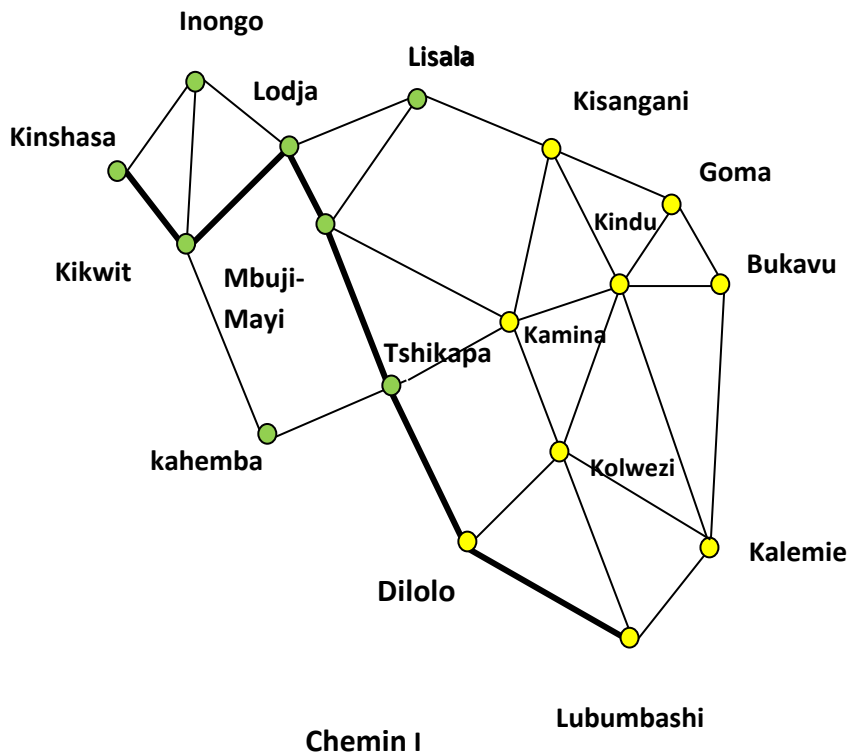 Inongo
Lisala
Lodja
Kisangani
Kinshasa
Goma
Kindu
Bukavu
Kikwit
Mbuji-
Mayi
Kamina
Tshikapa
kahemba
Kolwezi
Kalemie
Dilolo
Lubumbashi
Chemin I